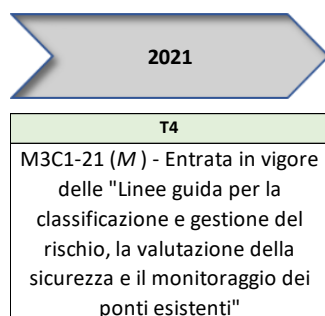 2021
T4
M3C1-21 (M ) - Entrata in vigore
delle "Linee guida per la
classificazione e gestione del
rischio, la valutazione della
sicurezza e il monitoraggio dei
ponti esistenti"